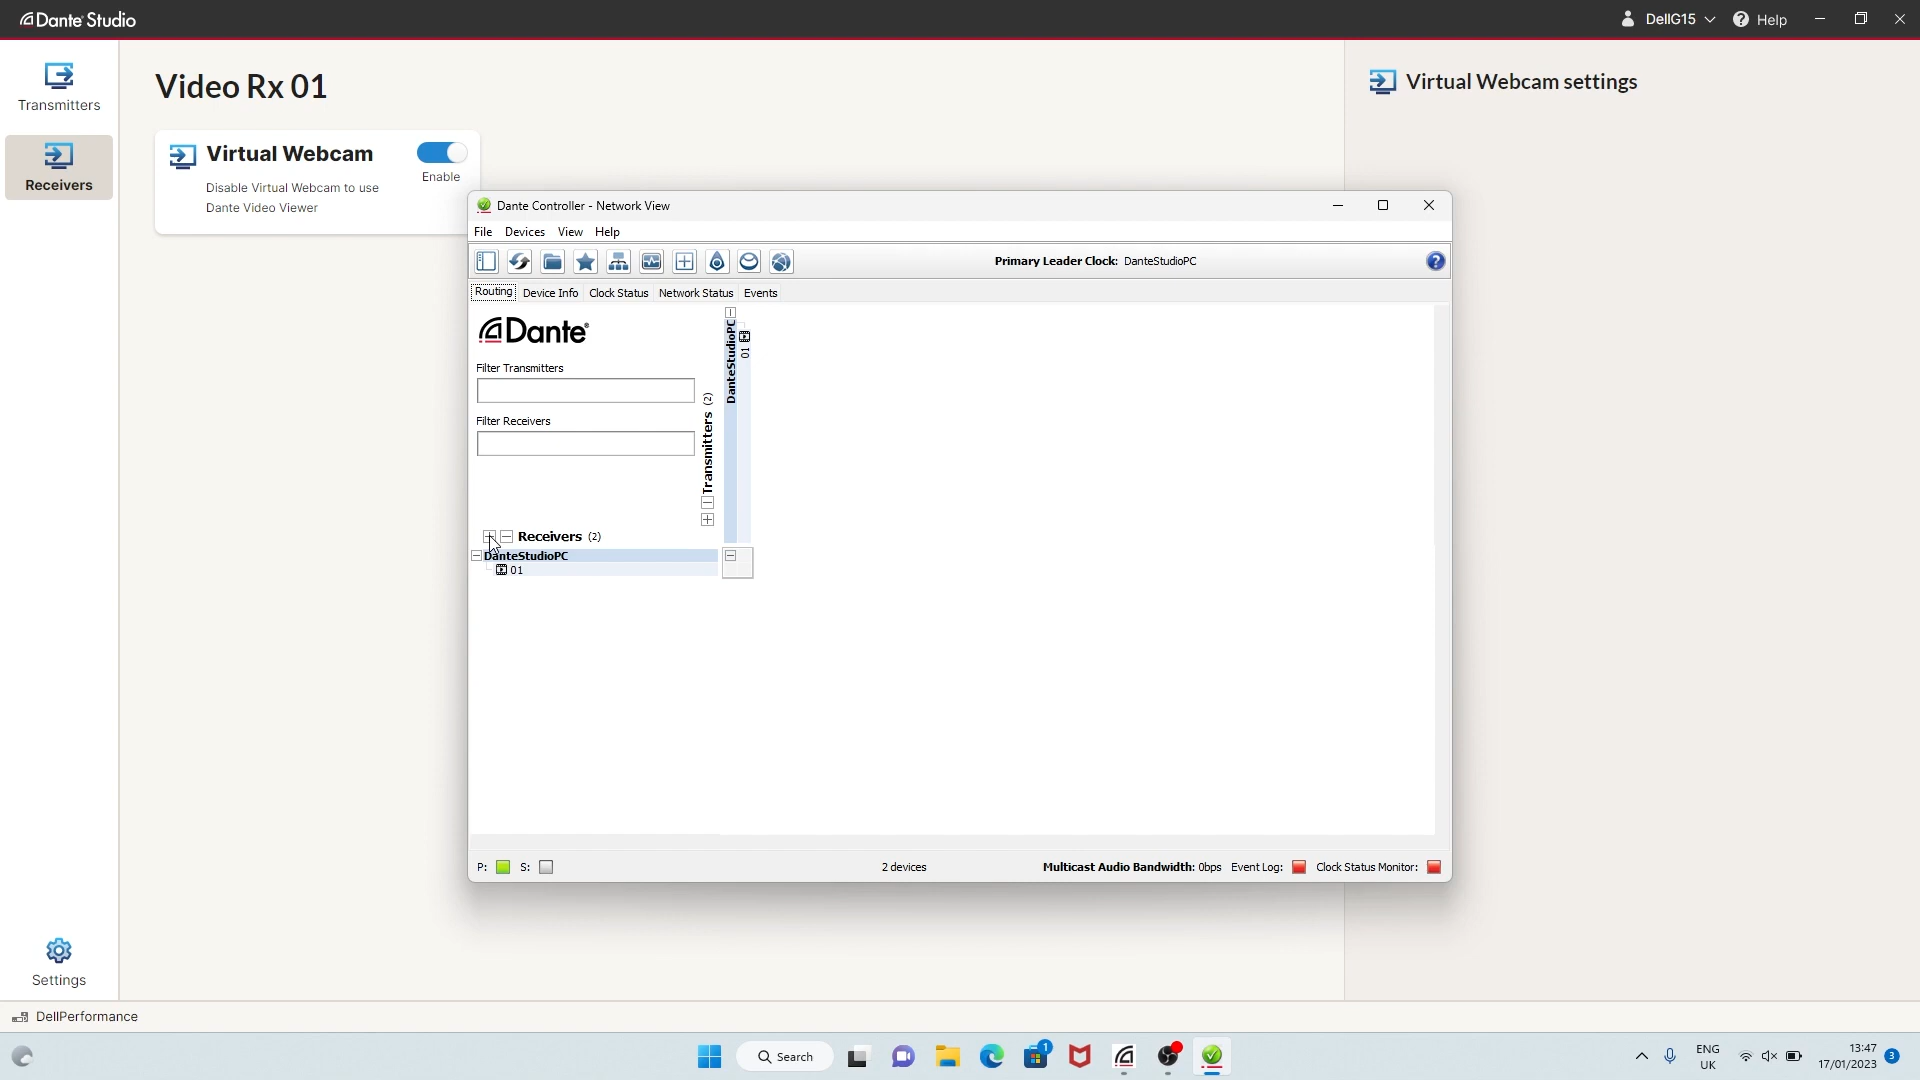 Dante Studio
DellG15
Help
Transmitters
Receivers
Settings
Video Rx 01
Virtual Webcam
Disable Virtual Webcam to use
Dante Video Viewer
Enable
Virtual Webcam settings
Dante Controller - Network View
File Devices View Help
Primary Leader Clock: DanteStudioPC
Routing Device Info Clock Status Network Status Events
Dante
Filter Transmitters
Filter Receivers
Transmitters (2)
DanteStudioPC
01
Receivers (2)
DanteStudioPC
01
P: S:
2 devices
Multicast Audio Bandwidth: 0bps Event Log: Clock Status Monitor:
DellPerformance
Search
1
ENG
UK
13:47
17/01/2023
3